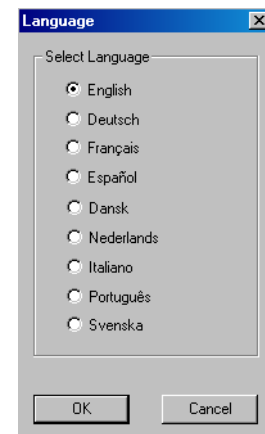 Language
Select Language
English
Deutsch
Français
Español
Dansk
Nederlands
Italiano
Português
Svenska
OK Cancel